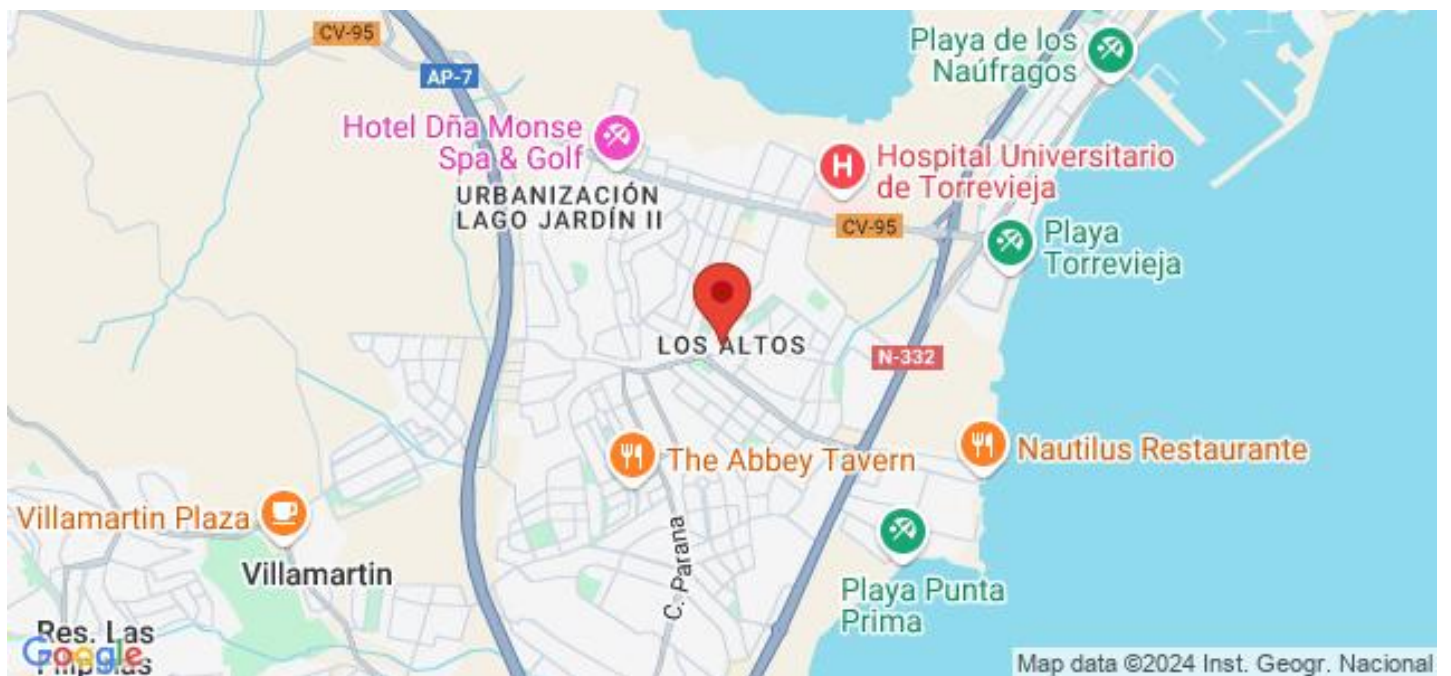 CV-95
Playa de los
Naúfragos
AP-7
Hotel Dña Monse
Spa & Golf
Hospital Universitario
de Torrevieja
URBANIZACIÓN
LAGO JARDÍN II
CV-95
Playa
Torrevieja
LOS ALTOS
N-332
The Abbey Tavern
Nautilus Restaurante
Villamartin Plaza
C. Parana
Villamartin
Playa Punta
Prima
Res. Las
Google
Map data ©2024 Inst. Geogr. Nacional